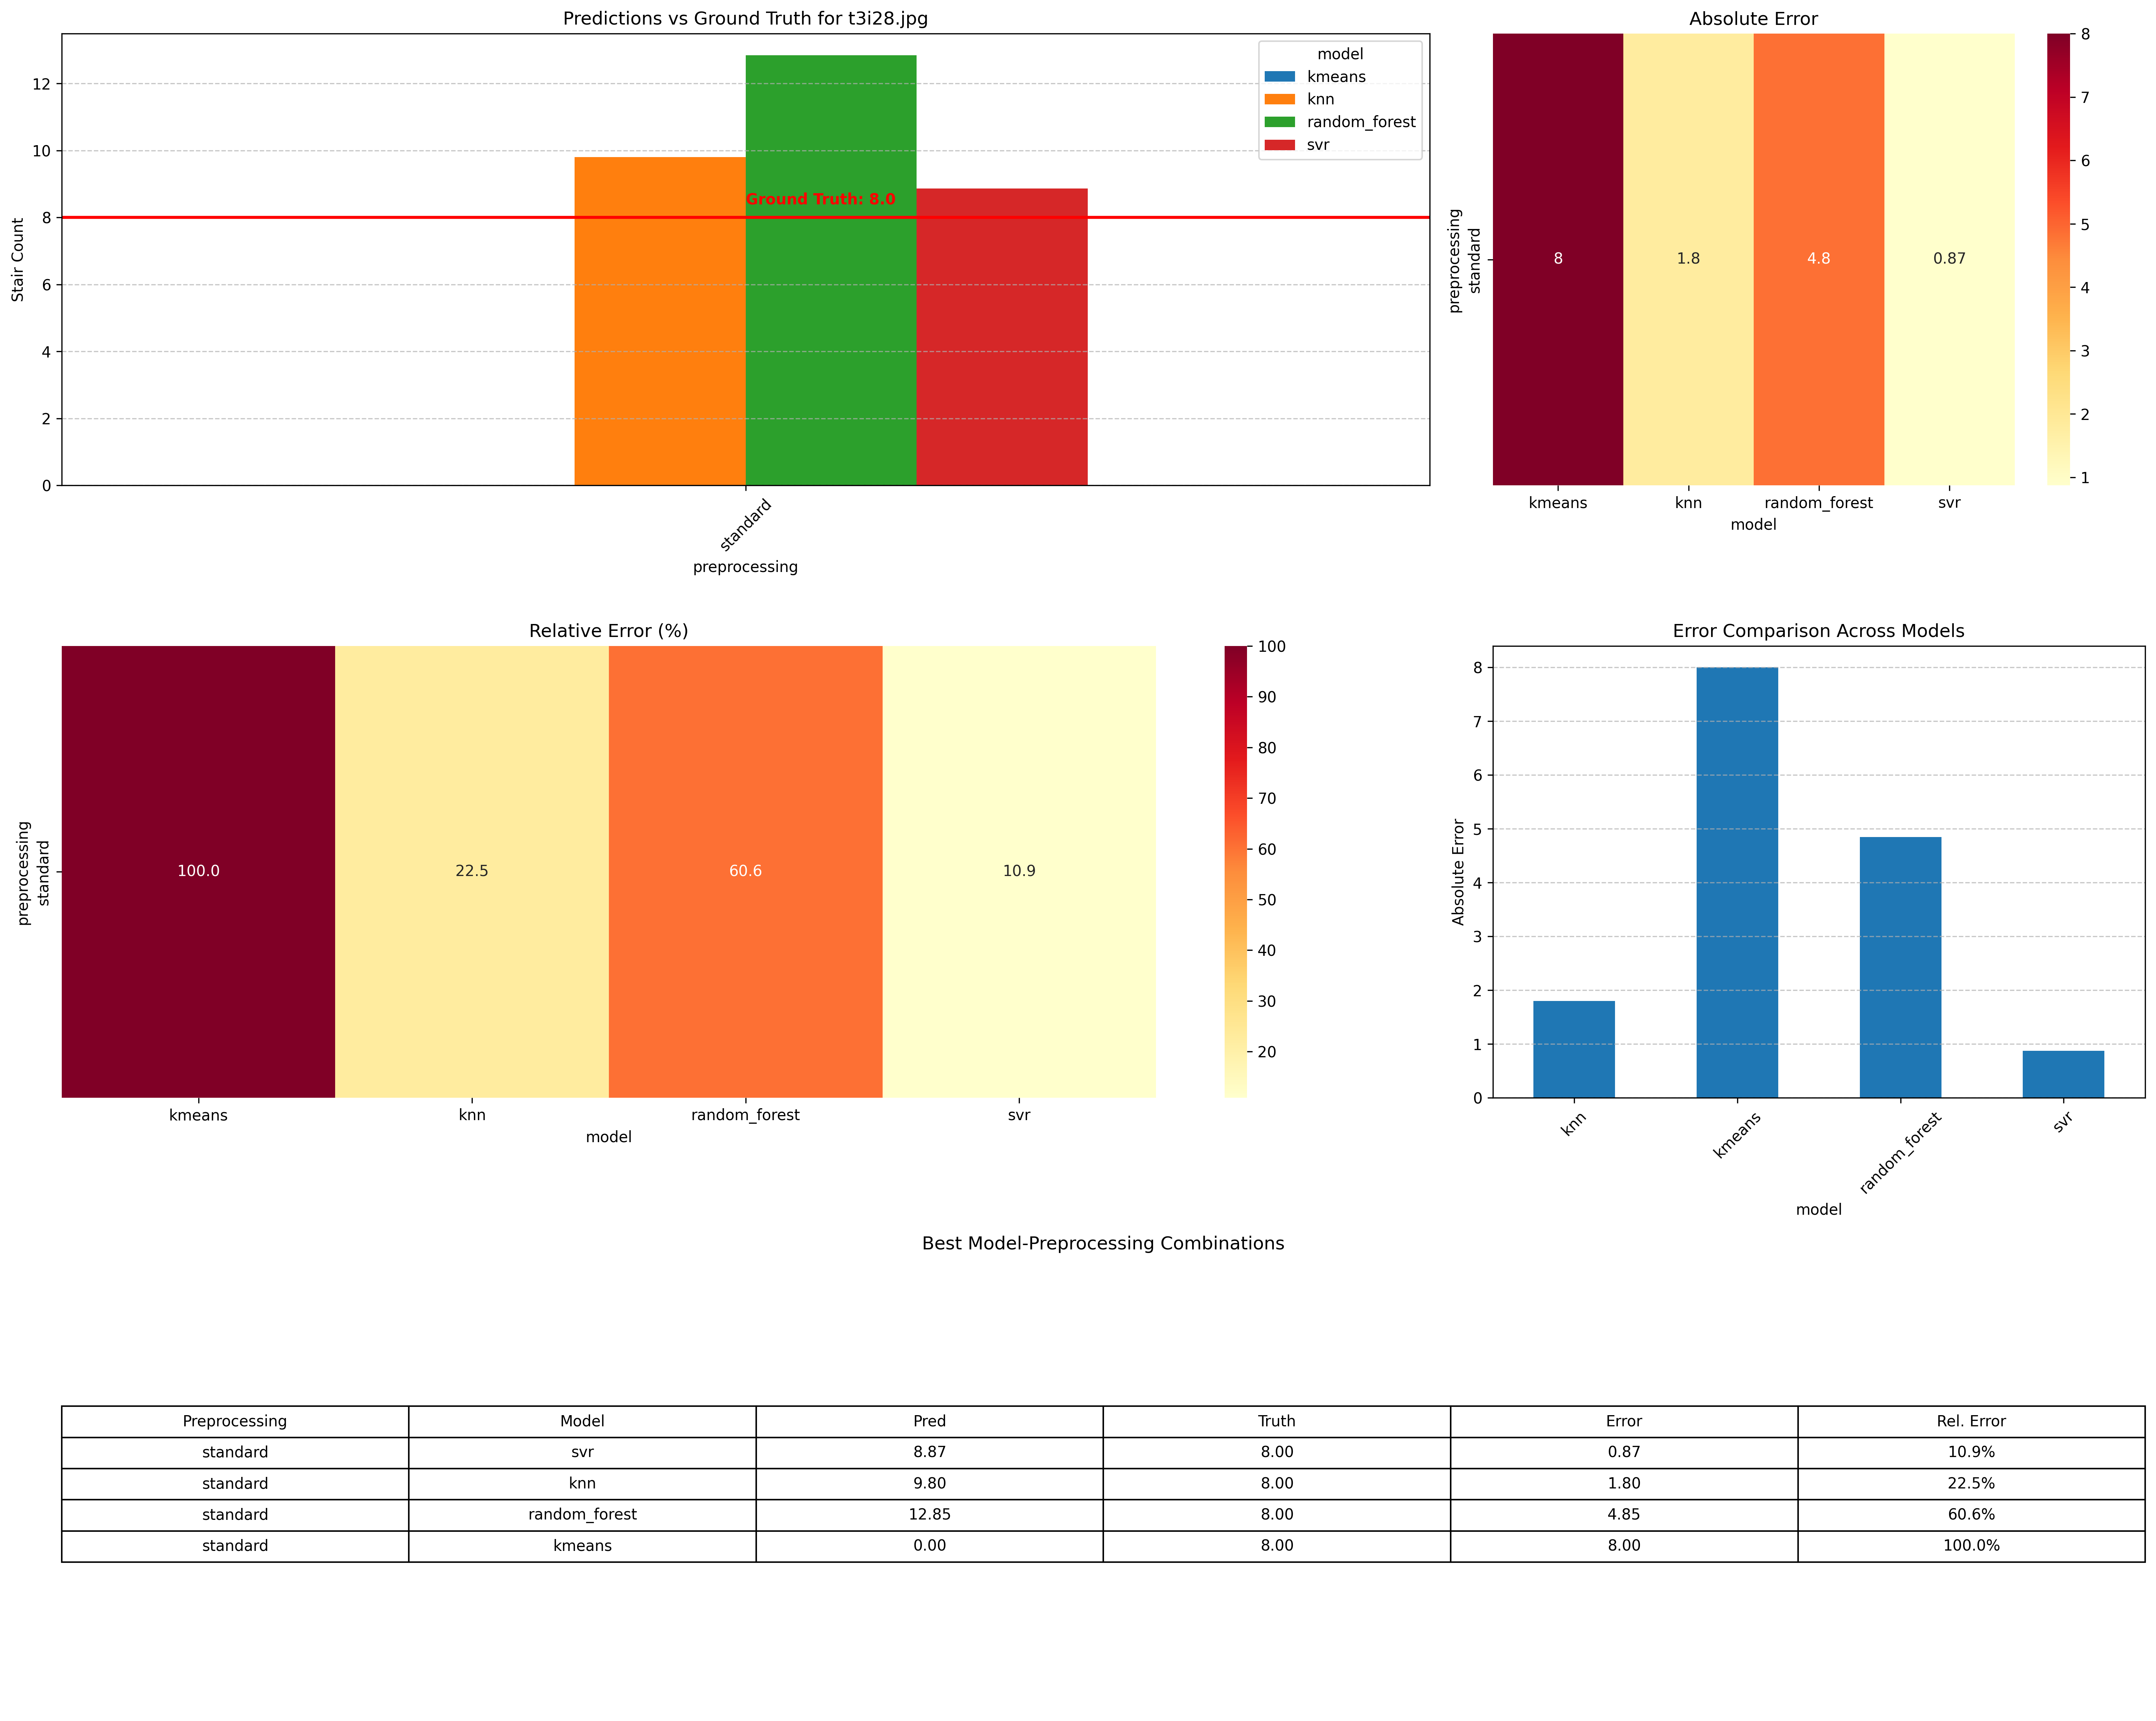 Predictions vs Ground Truth for t3i28.jpg
Stair Count
12
10
8
6
4
2
0
Ground Truth: 8.0
model
kmeans
knn
random_forest
svr
standard
preprocessing
Absolute Error
preprocessing
standard
8
1.8
4.8
0.87
kmeans
knn
random_forest
svr
model
8
7
6
5
4
3
2
1
Relative Error (%)
preprocessing
standard
100.0
22.5
60.6
10.9
kmeans
knn
random_forest
svr
model
100
90
80
70
60
50
40
30
20
Error Comparison Across Models
Absolute Error
8
7
6
5
4
3
2
1
0
knn
kmeans
random_forest
svr
model
Best Model-Preprocessing Combinations
Preprocessing Model Pred Truth Error Rel. Error
standard svr 8.87 8.00 0.87 10.9%
standard knn 9.80 8.00 1.80 22.5%
standard random_forest 12.85 8.00 4.85 60.6%
standard kmeans 0.00 8.00 8.00 100.0%